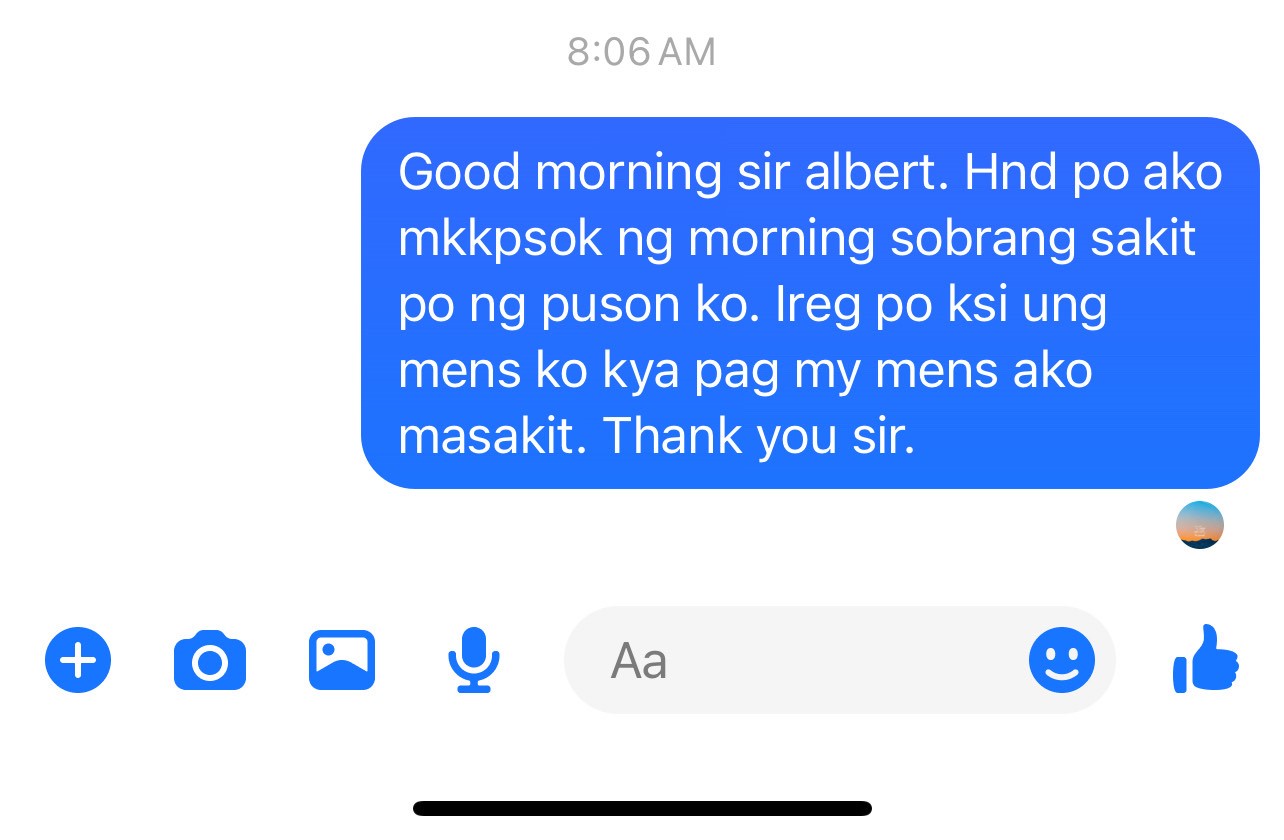 8:06 AM
Good morning sir albert. Hnd po ako
mkkpsok ng morning sobrang sakit
po ng puson ko. Ireg po ksi ung
mens ko kya pag my mens ako
masakit. Thank you sir.
Aa